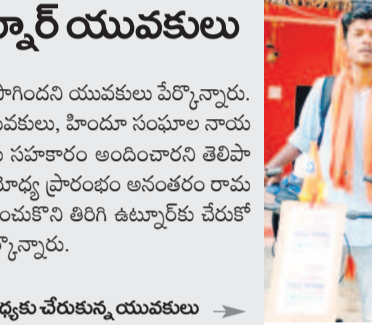 ్నూర్ యువకులు
సాగిందని యువకులు పేర్కొన్నారు.
వకులు, హిందూ సంఘాల నాయ
సహకారం అందించారని తెలిపా
యోధ్య ప్రారంభం అనంతరం రామ
ంచుకొని తిరిగి ఉట్నూర్‌కు చేరుకో
ర్కొన్నారు.
ధ్యకు చేరుకున్న యువకులు